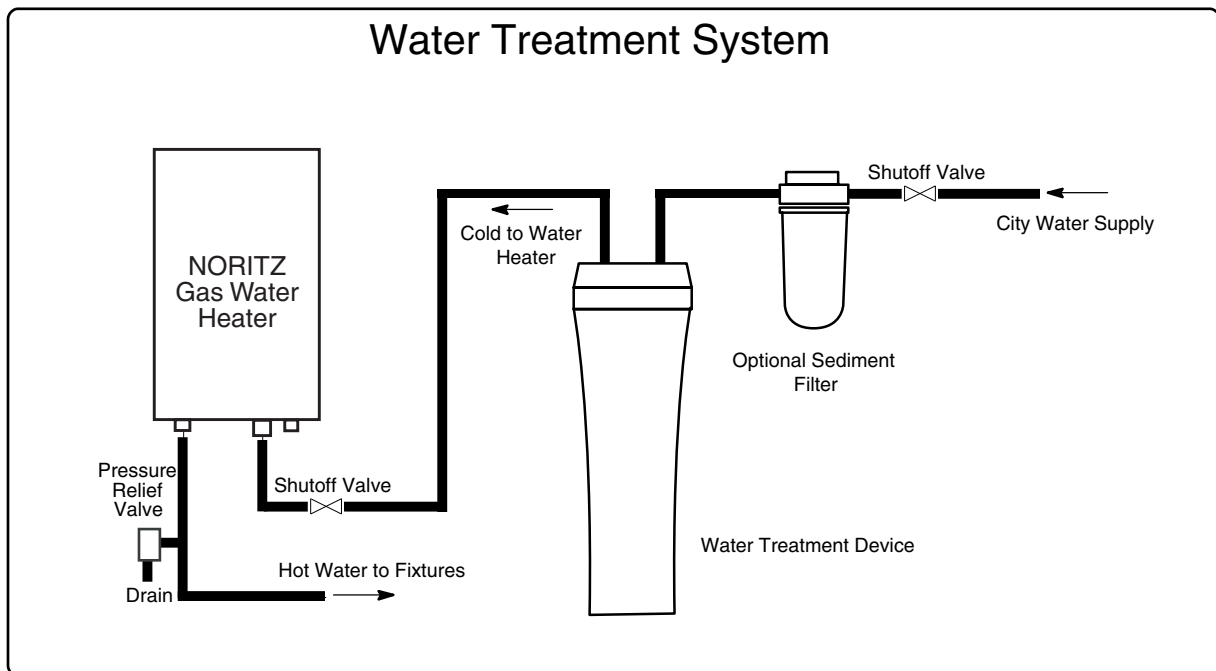 Water Treatment System
Shutoff Valve
City Water Supply
Cold to Water
Heater
NORITZ
Gas Water
Heater
Optional Sediment
Filter
Pressure
Relief
Valve
Shutoff Valve
Water Treatment Device
Hot Water to Fixtures
Drain